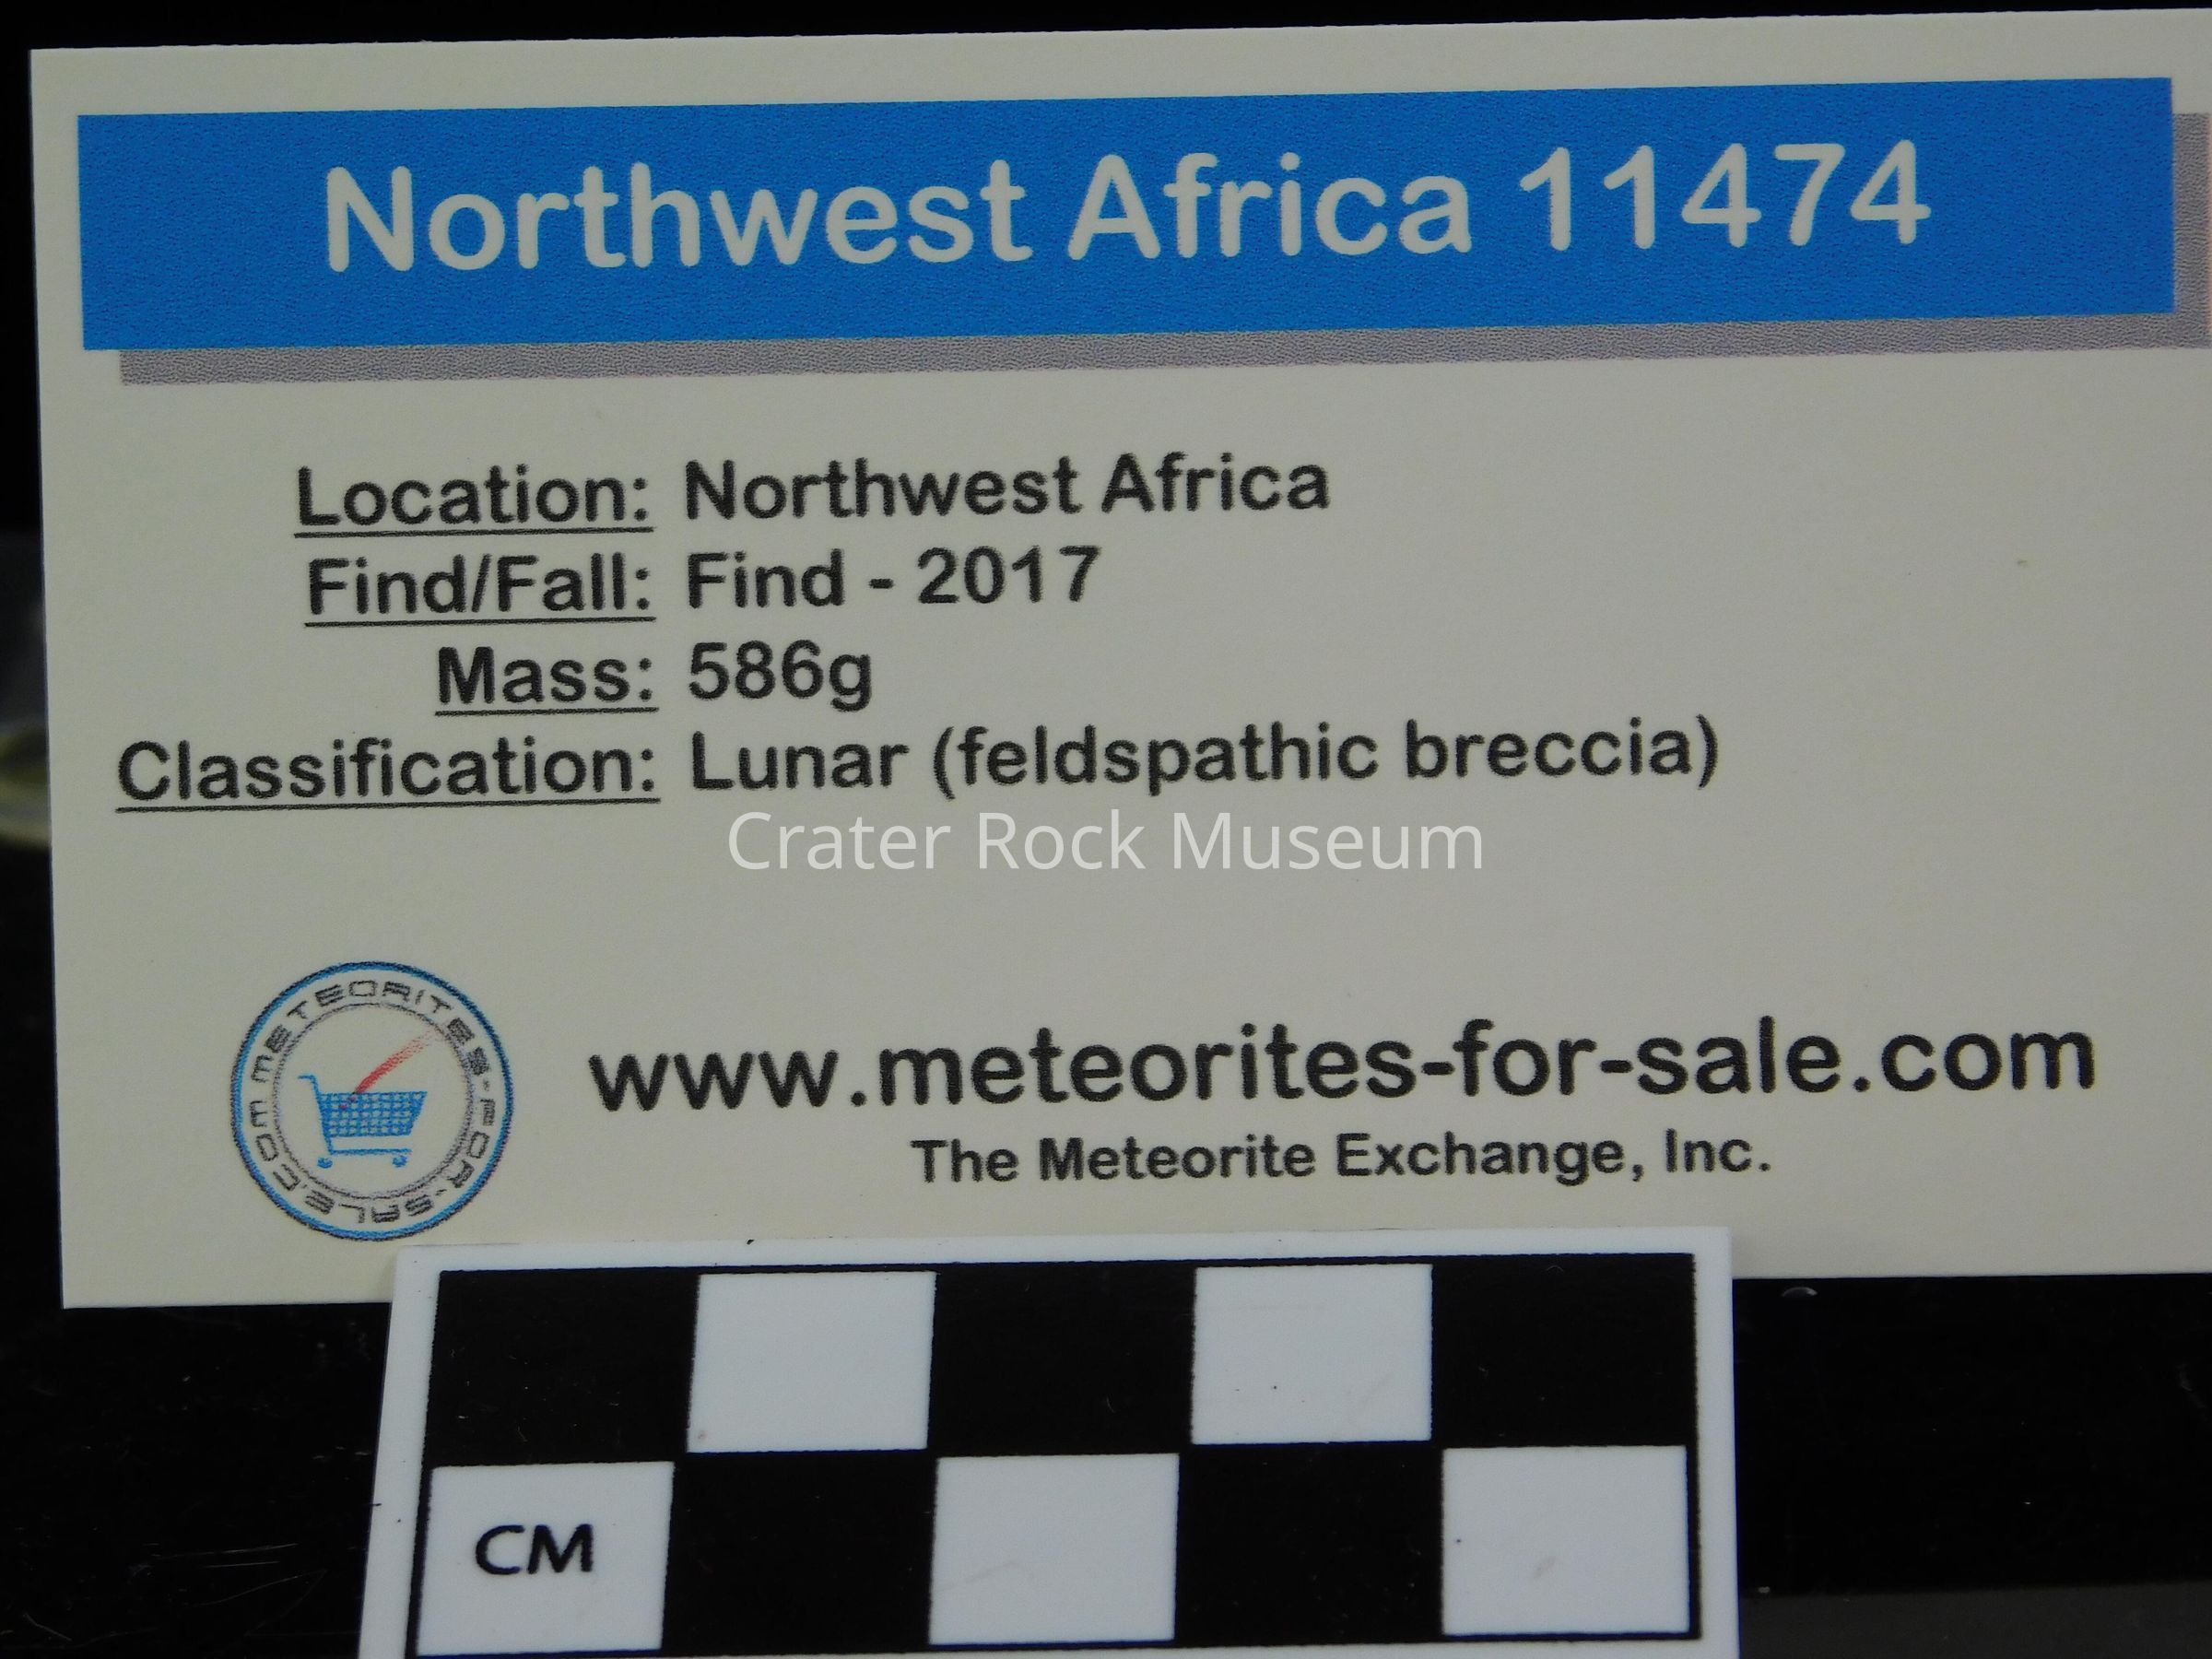 Northwest Africa 11474
Location: Northwest Africa
Find/Fall: Find - 2017
Mass: 586g
Classification: Lunar (feldspathic breccia)
Crater Rock Museum
METEORITES-FOR-SALE.COM
www.meteorites-for-sale.com
The Meteorite Exchange, Inc.
CM